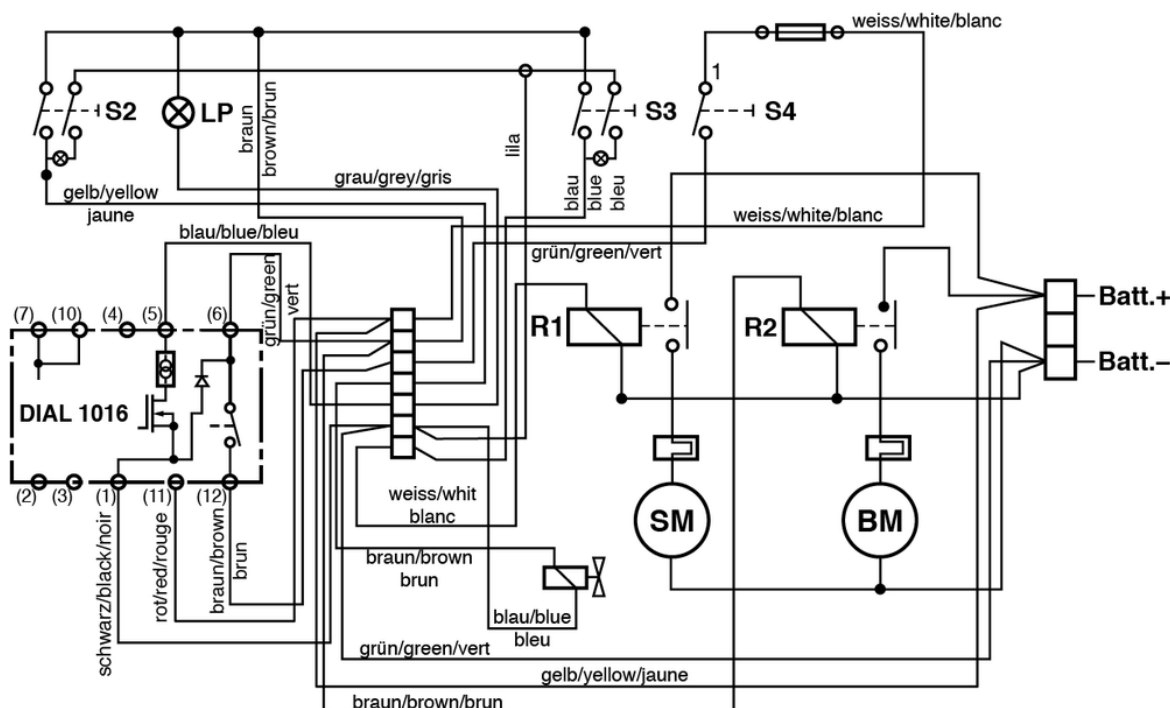 weiss/white/blanc
1
S2
LP
braun
brown/brun
lila
S3
S4
gelb/yellow
jaune
grau/grey/gris
blau
blue
bleu
weiss/white/blanc
blau/blue/bleu
grün/green/vert
grün/green
vert
(7)
(10)
(4)
(5)
(6)
R1
R2
Batt.+
Batt.–
DIAL 1016
(2)
(3)
(1)
(11)
(12)
weiss/whit
blanc
SM
BM
schwarz/black/noir
rot/red/rouge
braun/brown
brun
braun/brown
brun
blau/blue
bleu
grün/green/vert
gelb/yellow/jaune
braun/brown/brun